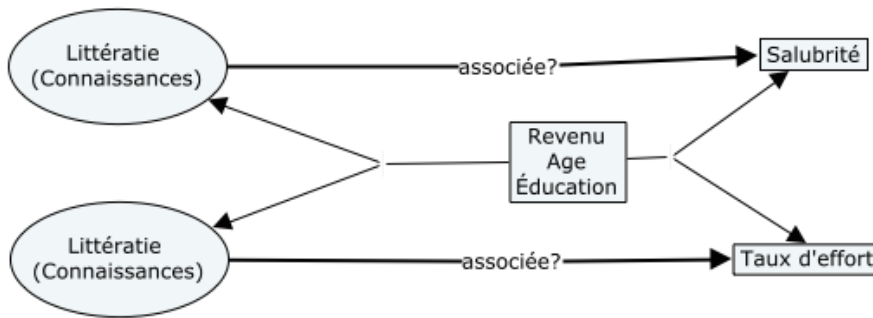 Littératie
(Connaissances)
associée?
Salubrité
Revenu
Age
Éducation
Littératie
(Connaissances)
associée?
Taux d'effort